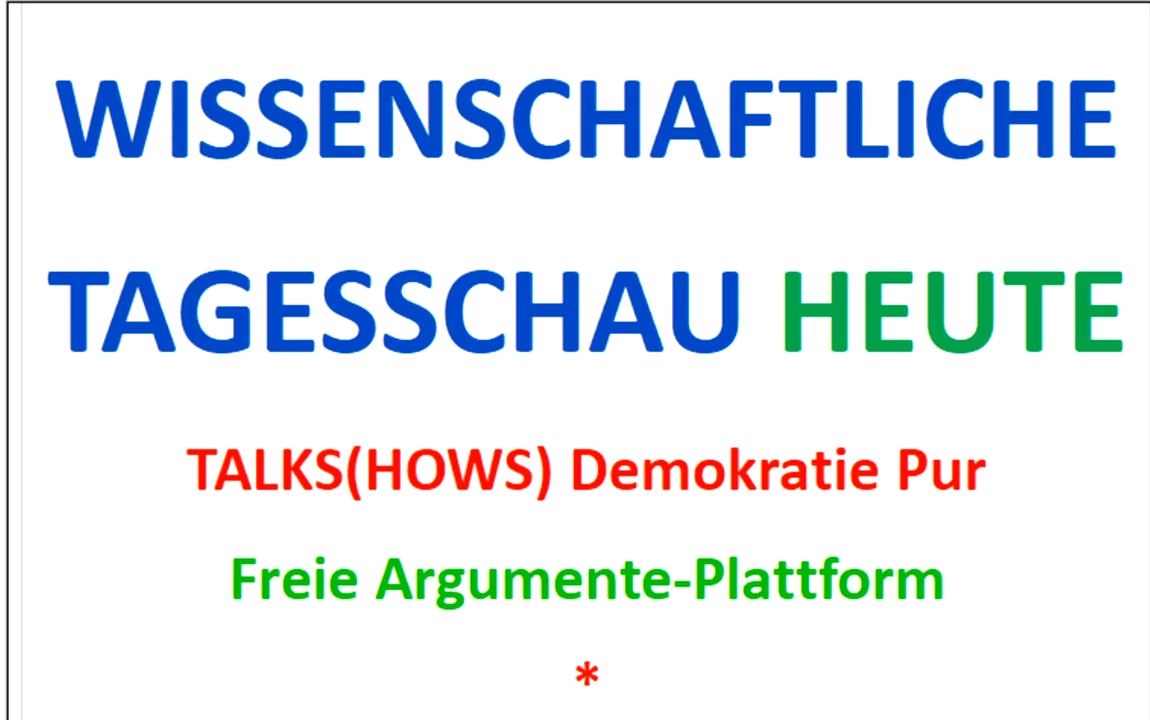 WISSENSCHAFTLICHE
TAGESSCHAU HEUTE
TALKS(HOWS) Demokratie Pur
Freie Argumente-Plattform
*